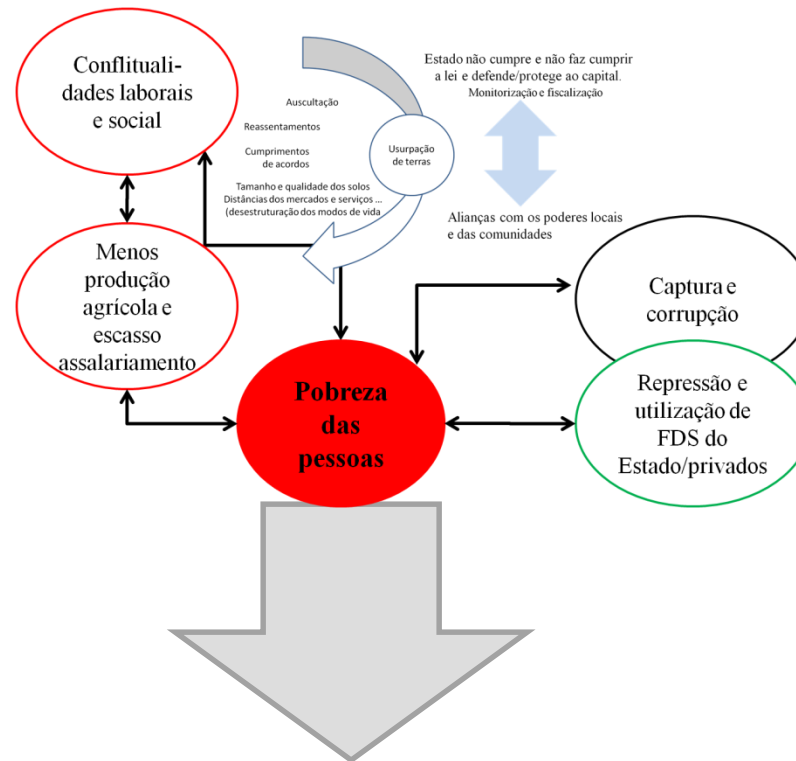 Conflituali-
dades laborais
e social
Auscultação
Reassentamentos
Cumprimentos
de acordos
Tamanho e qualidade dos solos
Distâncias dos mercados e serviços ...
(desestruturação dos modos de vida
Usurpação
de terras
Estado não cumpre e não faz cumprir
a lei e defende/protege ao capital.
Monitorização e fiscalização
Alianças com os poderes locais
e das comunidades
Menos
produção
agrícola e
escasso
assalariamento
Pobreza
das
pessoas
Captura e
corrupção
Repressão e
utilização de
FDS do
Estado/privados